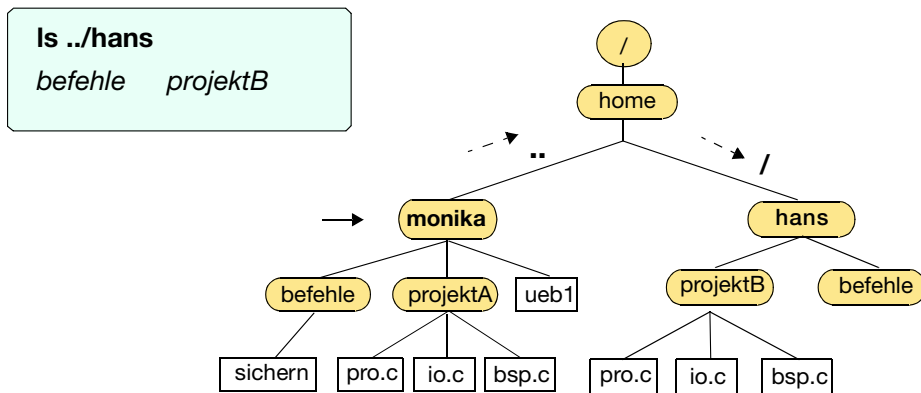 ls ../hans
befehle projektB
/
home
..
/
monika
hans
befehle projektA ueb1 projektB befehle
sichern pro.c io.c bsp.c pro.c io.c bsp.c